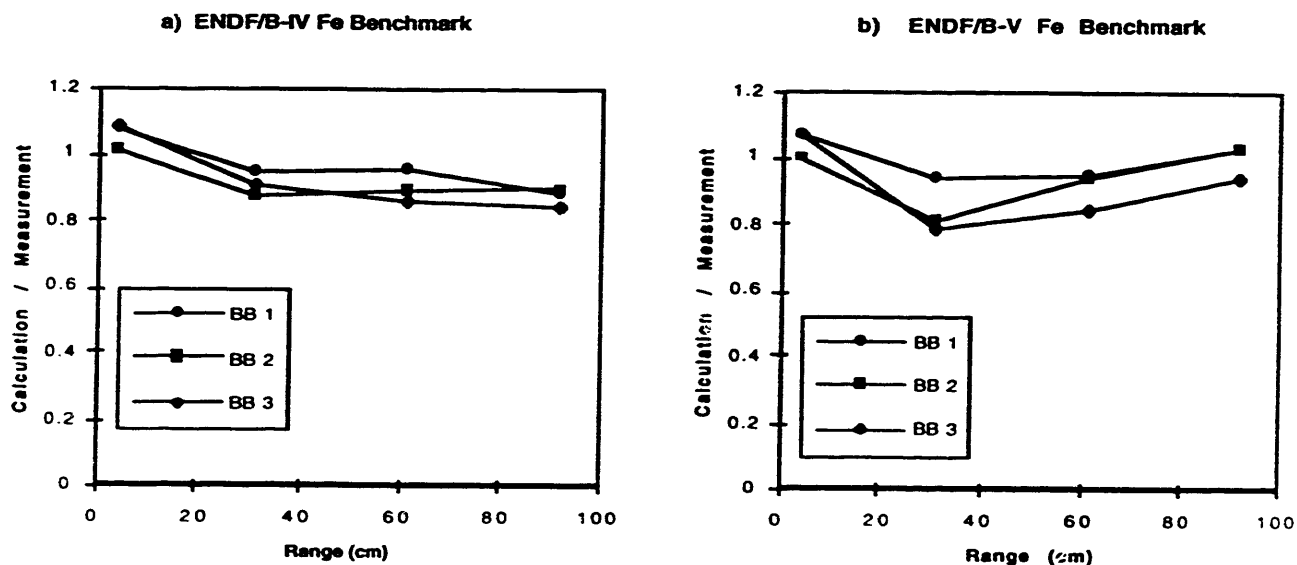 a) ENDF/B-IV Fe Benchmark
1.2
1
0.8
0.6
0.4
0.2
0
Calculation / Measurement
BB 1
BB 2
BB 3
0 20 40 60 80 100
Range (cm)
b) ENDF/B-V Fe Benchmark
1.2
1
0.8
0.6
0.4
0.2
0
Calculation / Measurement
BB 1
BB 2
BB 3
0 20 40 60 80 100
Range (cm)